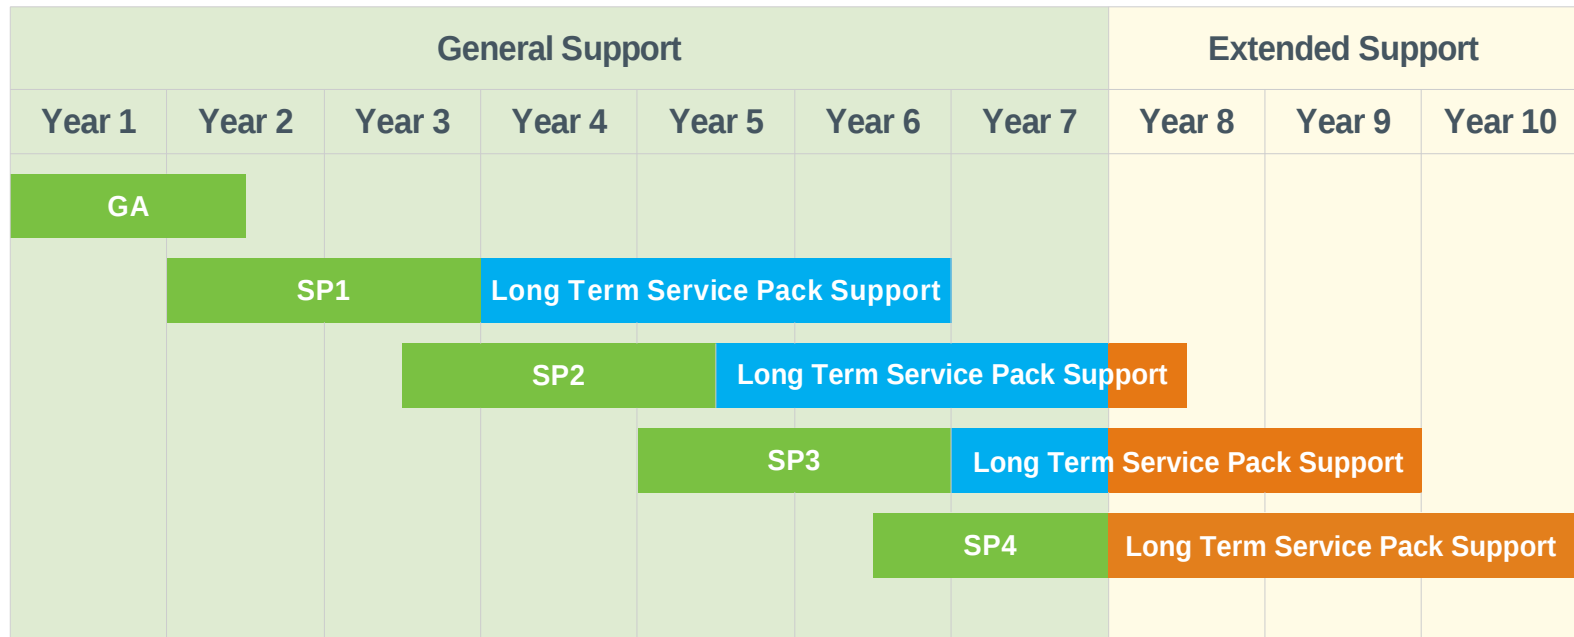 General Support
Extended Support
Year 1
Year 2
Year 3
Year 4
Year 5
Year 6
Year 7
Year 8
Year 9
Year 10
GA
SP1
Long Term Service Pack Support
SP2
Long Term Service Pack Support
SP3
Long Term Service Pack Support
SP4
Long Term Service Pack Support